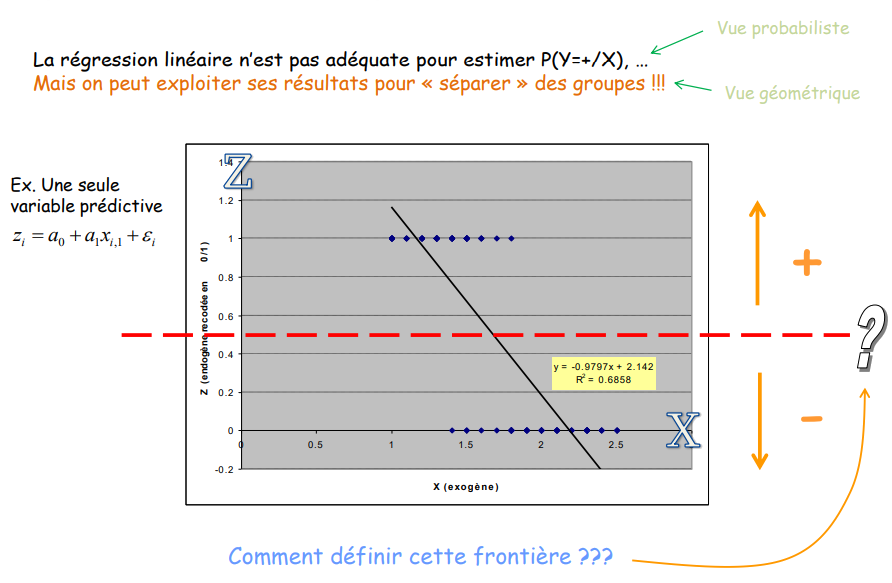 Vue probabiliste
La régression linéaire n'est pas adéquate pour estimer P(Y=+/X), …
Mais on peut exploiter ses résultats pour « séparer » des groupes !!!
Vue géométrique
Ex. Une seule
variable prédictive
zᵢ = a₀ + a₁xᵢ,₁ + εᵢ
Z
1.4
1.2
1
0.8
0.6
0.4
0.2
0
-0.2
Z (endogène recodée en 0/1)
y = -0.9797x + 2.142
R² = 0.6858
0 0.5 1 1.5 2 2.5
X
X (exogène)
+
?
–
Comment définir cette frontière ???